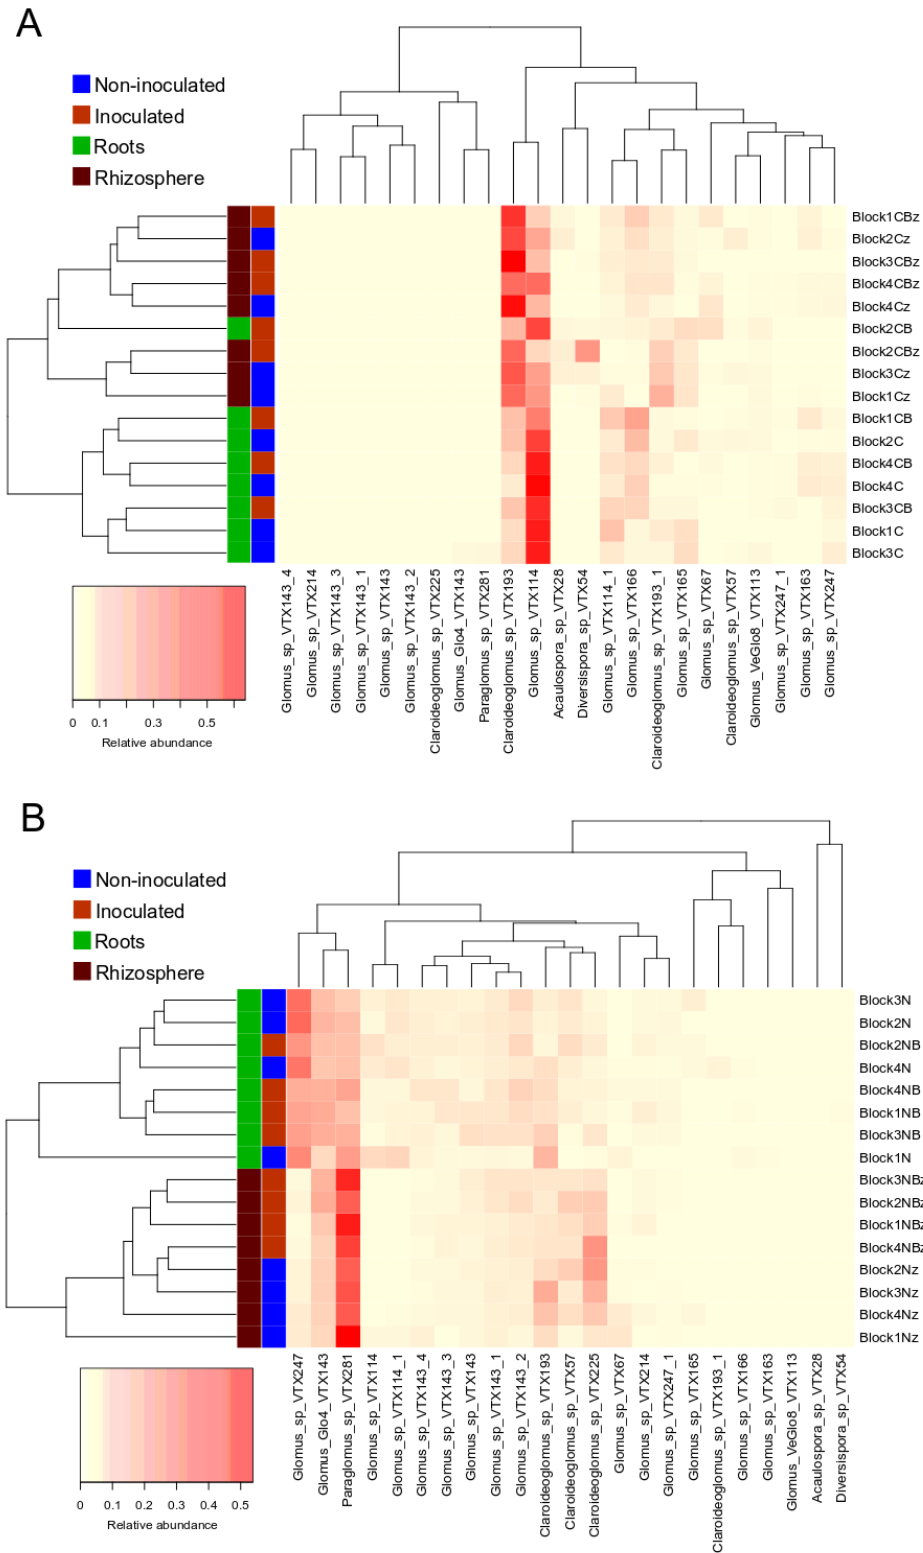 A
Non-inoculated
Inoculated
Roots
Rhizosphere
Block1CBz
Block2Cz
Block3CBz
Block4CBz
Block4Cz
Block2CB
Block2CBz
Block3Cz
Block1Cz
Block1CB
Block2C
Block4CB
Block4C
Block3CB
Block1C
Block3C
Glomus_sp_VTX143_4
Glomus_sp_VTX214
Glomus_sp_VTX143_3
Glomus_sp_VTX143_1
Glomus_sp_VTX143
Glomus_sp_VTX143_2
Claroideoglomus_sp_VTX225
Glomus_Glo4_VTX143
Paraglomus_sp_VTX281
Claroideoglomus_sp_VTX193
Glomus_sp_VTX114
Acaulospora_sp_VTX28
Diversispora_sp_VTX54
Glomus_sp_VTX114_1
Glomus_sp_VTX166
Claroideoglomus_sp_VTX193_1
Glomus_sp_VTX165
Glomus_sp_VTX67
Claroideoglomus_sp_VTX57
Glomus_VeGlo8_VTX113
Glomus_sp_VTX247_1
Glomus_sp_VTX163
Glomus_sp_VTX247
0 0.1 0.3 0.5
Relative abundance
B
Non-inoculated
Inoculated
Roots
Rhizosphere
Block3N
Block2N
Block2NB
Block4N
Block4NB
Block1NB
Block3NB
Block1N
Block3NBz
Block2NBz
Block1NBz
Block4NBz
Block2Nz
Block3Nz
Block4Nz
Block1Nz
Glomus_sp_VTX247
Glomus_Glo4_VTX143
Paraglomus_sp_VTX281
Glomus_sp_VTX114
Glomus_sp_VTX114_1
Glomus_sp_VTX143_4
Glomus_sp_VTX143_3
Glomus_sp_VTX143
Glomus_sp_VTX143_1
Glomus_sp_VTX143_2
Claroideoglomus_sp_VTX193
Claroideoglomus_sp_VTX57
Claroideoglomus_sp_VTX225
Glomus_sp_VTX67
Glomus_sp_VTX214
Glomus_sp_VTX247_1
Glomus_sp_VTX165
Claroideoglomus_sp_VTX193_1
Glomus_sp_VTX166
Glomus_sp_VTX163
Glomus_VeGlo8_VTX113
Acaulospora_sp_VTX28
Diversispora_sp_VTX54
0 0.1 0.2 0.3 0.4 0.5
Relative abundance